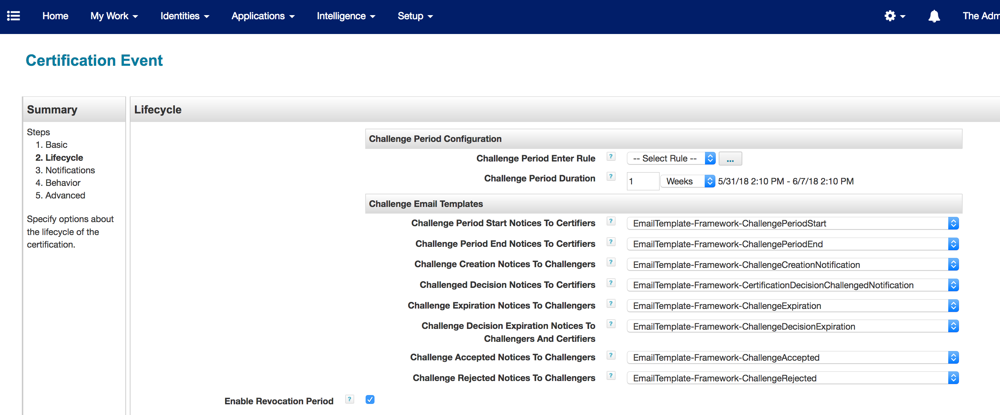 Home My Work Identities Applications Intelligence Setup The Adm
Certification Event
Summary
Steps
1. Basic
2. Lifecycle
3. Notifications
4. Behavior
5. Advanced
Specify options about
the lifecycle of the
certification.
Lifecycle
Challenge Period Configuration
Challenge Period Enter Rule ? -- Select Rule -- ...
Challenge Period Duration ? 1 Weeks 5/31/18 2:10 PM - 6/7/18 2:10 PM
Challenge Email Templates
Challenge Period Start Notices To Certifiers ? EmailTemplate-Framework-ChallengePeriodStart
Challenge Period End Notices To Certifiers ? EmailTemplate-Framework-ChallengePeriodEnd
Challenge Creation Notices To Challengers ? EmailTemplate-Framework-ChallengeCreationNotification
Challenged Decision Notices To Certifiers ? EmailTemplate-Framework-CertificationDecisionChallengedNotification
Challenge Expiration Notices To Challengers ? EmailTemplate-Framework-ChallengeExpiration
Challenge Decision Expiration Notices To ? EmailTemplate-Framework-ChallengeDecisionExpiration
Challengers And Certifiers
Challenge Accepted Notices To Challengers ? EmailTemplate-Framework-ChallengeAccepted
Challenge Rejected Notices To Challengers ? EmailTemplate-Framework-ChallengeRejected
Enable Revocation Period ?